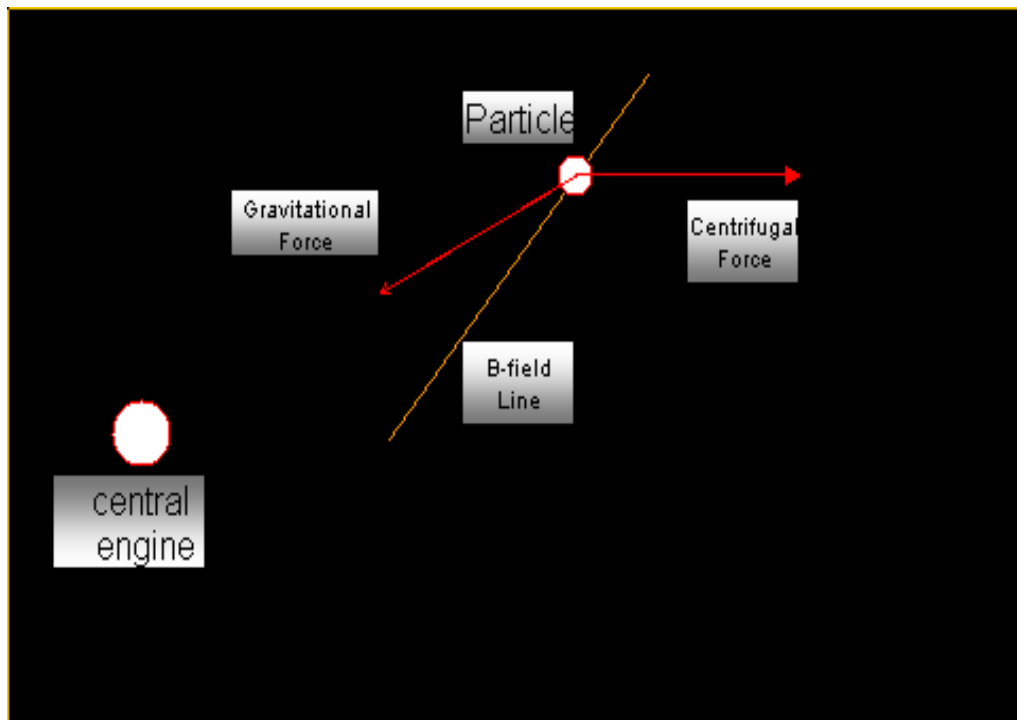 Particle
Gravitational
Force
Centrifugal
Force
B-field
Line
central
engine